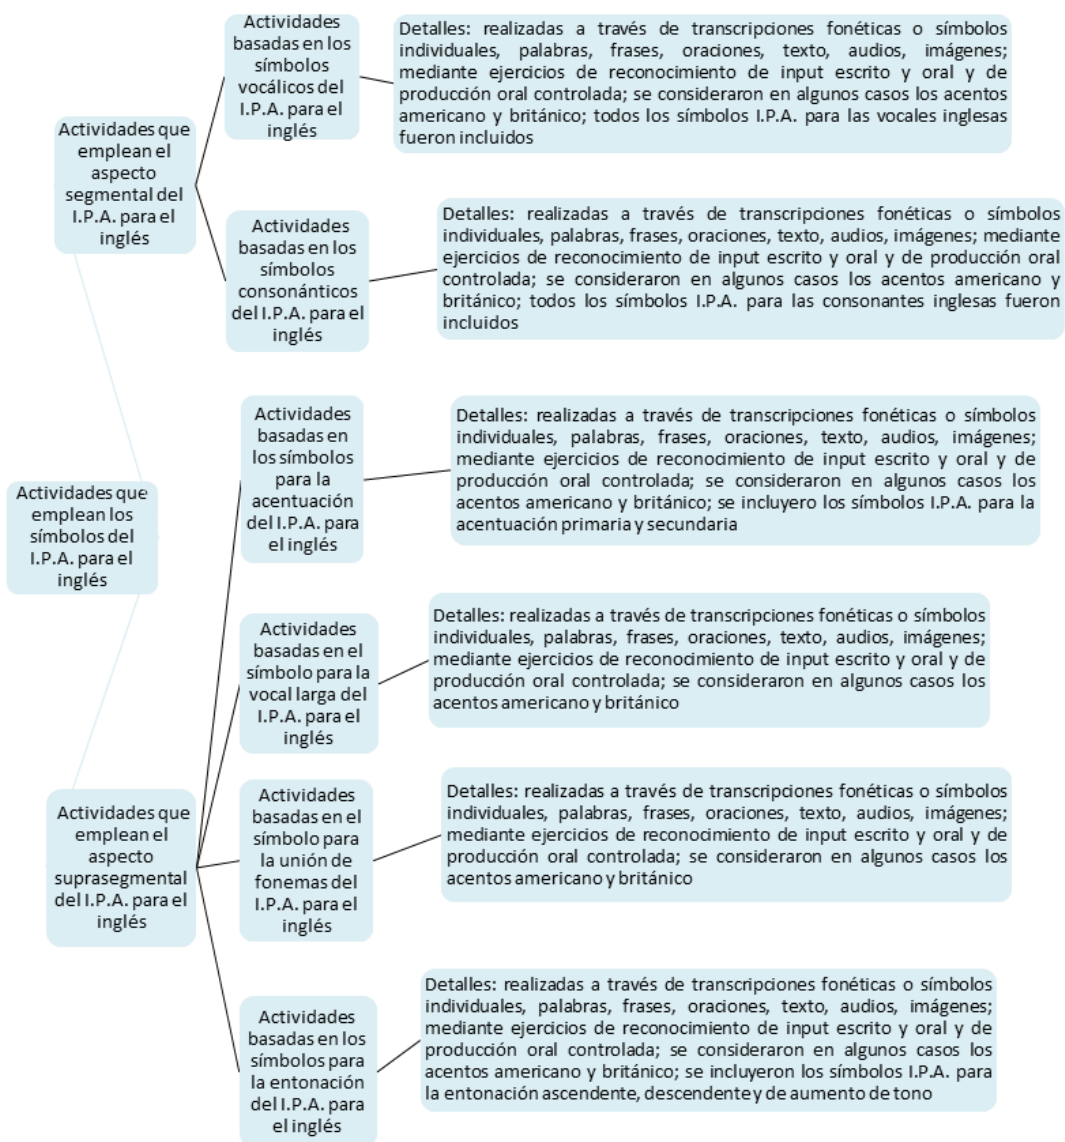 Actividades que
emplean los
símbolos del
I.P.A. para el
inglés
Actividades que
emplean el
aspecto
segmental del
I.P.A. para el
inglés
Actividades
basadas en los
símbolos
vocálicos del
I.P.A. para el
inglés
Detalles: realizadas a través de transcripciones fonéticas o símbolos
individuales, palabras, frases, oraciones, texto, audios, imágenes;
mediante ejercicios de reconocimiento de input escrito y oral y de
producción oral controlada; se consideraron en algunos casos los acentos
americano y británico; todos los símbolos I.P.A. para las vocales inglesas
fueron incluidos
Actividades
basadas en los
símbolos
consonánticos
del I.P.A. para el
inglés
Detalles: realizadas a través de transcripciones fonéticas o símbolos
individuales, palabras, frases, oraciones, texto, audios, imágenes; mediante
ejercicios de reconocimiento de input escrito y oral y de producción oral
controlada; se consideraron en algunos casos los acentos americano y
británico; todos los símbolos I.P.A. para las consonantes inglesas fueron
incluidos
Actividades que
emplean el
aspecto
suprasegmental
del I.P.A. para el
inglés
Actividades
basadas en
los símbolos
para la
acentuación
del I.P.A. para
el inglés
Detalles: realizadas a través de transcripciones fonéticas o símbolos
individuales, palabras, frases, oraciones, texto, audios, imágenes;
mediante ejercicios de reconocimiento de input escrito y oral y de
producción oral controlada; se consideraron en algunos casos los
acentos americano y británico; se incluyero los símbolos I.P.A. para la
acentuación primaria y secundaria
Actividades
basadas en el
símbolo para la
vocal larga del
I.P.A. para el
inglés
Detalles: realizadas a través de transcripciones fonéticas o símbolos
individuales, palabras, frases, oraciones, texto, audios, imágenes;
mediante ejercicios de reconocimiento de input escrito y oral y de
producción oral controlada; se consideraron en algunos casos los
acentos americano y británico
Actividades
basadas en el
símbolo para
la unión de
fonemas del
I.P.A. para el
inglés
Detalles: realizadas a través de transcripciones fonéticas o símbolos
individuales, palabras, frases, oraciones, texto, audios, imágenes;
mediante ejercicios de reconocimiento de input escrito y oral y de
producción oral controlada; se consideraron en algunos casos los
acentos americano y británico
Actividades
basadas en los
símbolos para
la entonación
del I.P.A. para
el inglés
Detalles: realizadas a través de transcripciones fonéticas o símbolos
individuales, palabras, frases, oraciones, texto, audios, imágenes;
mediante ejercicios de reconocimiento de input escrito y oral y de
producción oral controlada; se consideraron en algunos casos los
acentos americano y británico; se incluyeron los símbolos I.P.A. para
la entonación ascendente, descendente y de aumento de tono